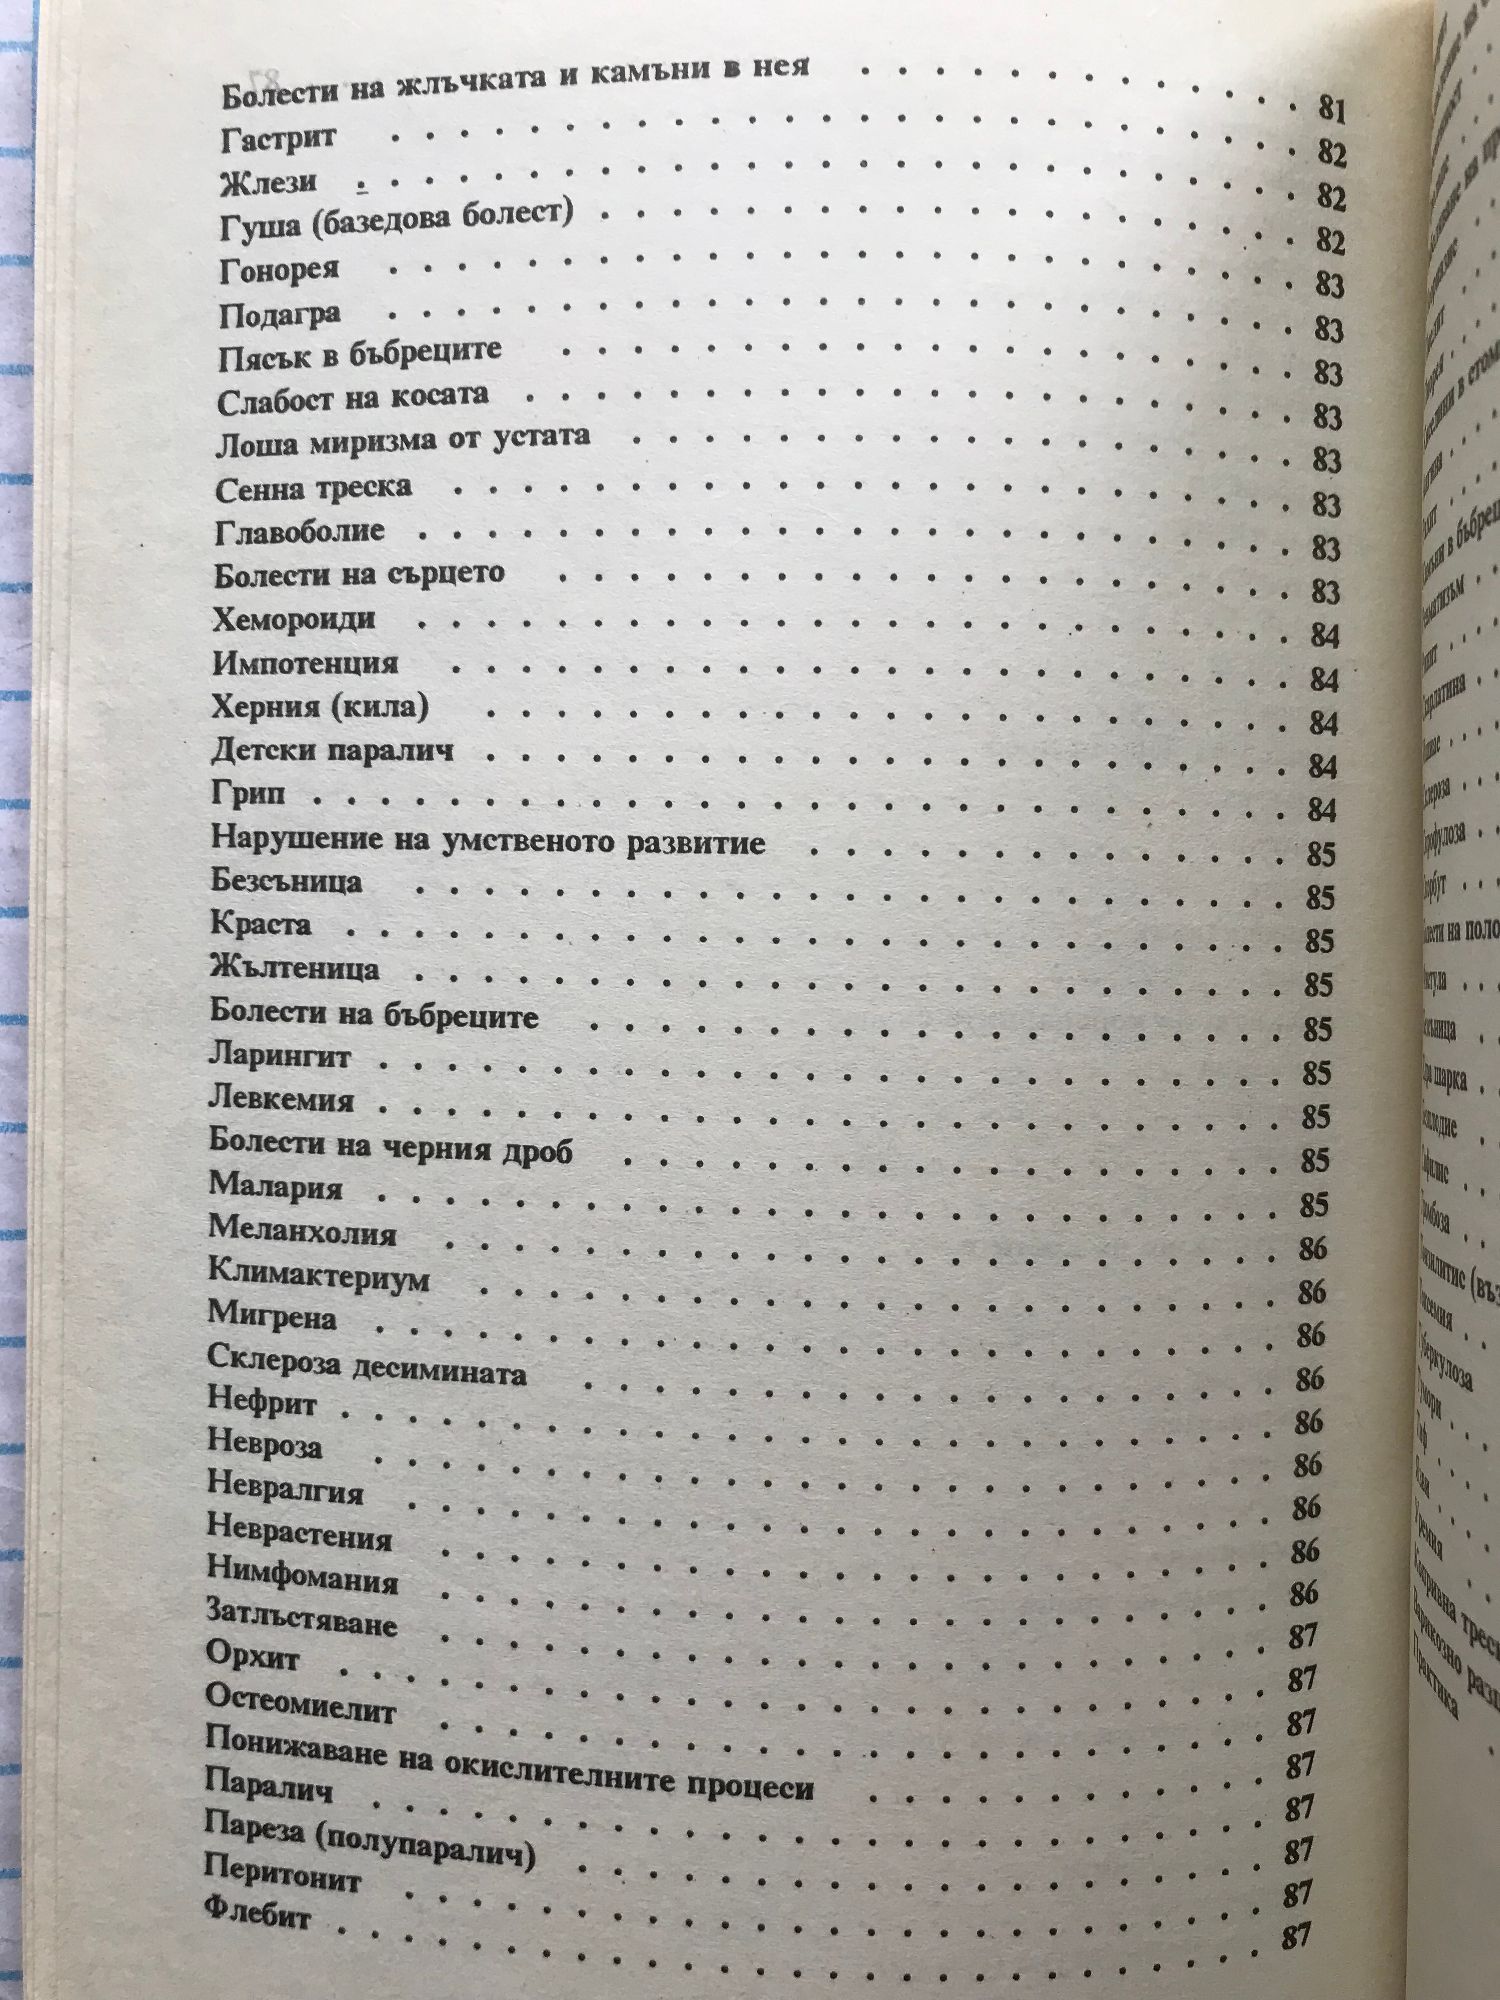 Болести на жлъчката и камъни в нея . . . . . . . . . . . . . 81
Гастрит . . . . . . . . . . . . . . . . . . . . . . . . . . 82
Жлези . . . . . . . . . . . . . . . . . . . . . . . . . . . 82
Гуша (базедова болест) . . . . . . . . . . . . . . . . . . . . 82
Гонорея . . . . . . . . . . . . . . . . . . . . . . . . . . 83
Подагра . . . . . . . . . . . . . . . . . . . . . . . . . . 83
Пясък в бъбреците . . . . . . . . . . . . . . . . . . . . . 83
Слабост на косата . . . . . . . . . . . . . . . . . . . . . . 83
Лоша миризма от устата . . . . . . . . . . . . . . . . . . . 83
Сенна треска . . . . . . . . . . . . . . . . . . . . . . . . 83
Главоболие . . . . . . . . . . . . . . . . . . . . . . . . . 83
Болести на сърцето . . . . . . . . . . . . . . . . . . . . . 83
Хемороиди . . . . . . . . . . . . . . . . . . . . . . . . . 84
Импотенция . . . . . . . . . . . . . . . . . . . . . . . . 84
Херния (кила) . . . . . . . . . . . . . . . . . . . . . . . 84
Детски паралич . . . . . . . . . . . . . . . . . . . . . . . 84
Грип . . . . . . . . . . . . . . . . . . . . . . . . . . . . 84
Нарушение на умственото развитие . . . . . . . . . . . . . . 85
Безсъница . . . . . . . . . . . . . . . . . . . . . . . . . 85
Краста . . . . . . . . . . . . . . . . . . . . . . . . . . . 85
Жълтеница . . . . . . . . . . . . . . . . . . . . . . . . . 85
Болести на бъбреците . . . . . . . . . . . . . . . . . . . . 85
Ларингит . . . . . . . . . . . . . . . . . . . . . . . . . . 85
Левкемия . . . . . . . . . . . . . . . . . . . . . . . . . . 85
Болести на черния дроб . . . . . . . . . . . . . . . . . . . 85
Малария . . . . . . . . . . . . . . . . . . . . . . . . . . 85
Меланхолия . . . . . . . . . . . . . . . . . . . . . . . . 86
Климактериум . . . . . . . . . . . . . . . . . . . . . . . 86
Мигрена . . . . . . . . . . . . . . . . . . . . . . . . . . 86
Склероза десимината . . . . . . . . . . . . . . . . . . . . 86
Нефрит . . . . . . . . . . . . . . . . . . . . . . . . . . . 86
Невроза . . . . . . . . . . . . . . . . . . . . . . . . . . 86
Невралгия . . . . . . . . . . . . . . . . . . . . . . . . . 86
Неврастения . . . . . . . . . . . . . . . . . . . . . . . . 86
Нимфомания . . . . . . . . . . . . . . . . . . . . . . . . 86
Затлъстяване . . . . . . . . . . . . . . . . . . . . . . . . 87
Орхит . . . . . . . . . . . . . . . . . . . . . . . . . . . 87
Остеомиелит . . . . . . . . . . . . . . . . . . . . . . . . 87
Понижаване на окислителните процеси . . . . . . . . . . . . 87
Паралич . . . . . . . . . . . . . . . . . . . . . . . . . . 87
Пареза (полупаралич) . . . . . . . . . . . . . . . . . . . . 87
Перитонит . . . . . . . . . . . . . . . . . . . . . . . . . 87
Флебит . . . . . . . . . . . . . . . . . . . . . . . . . . . 87